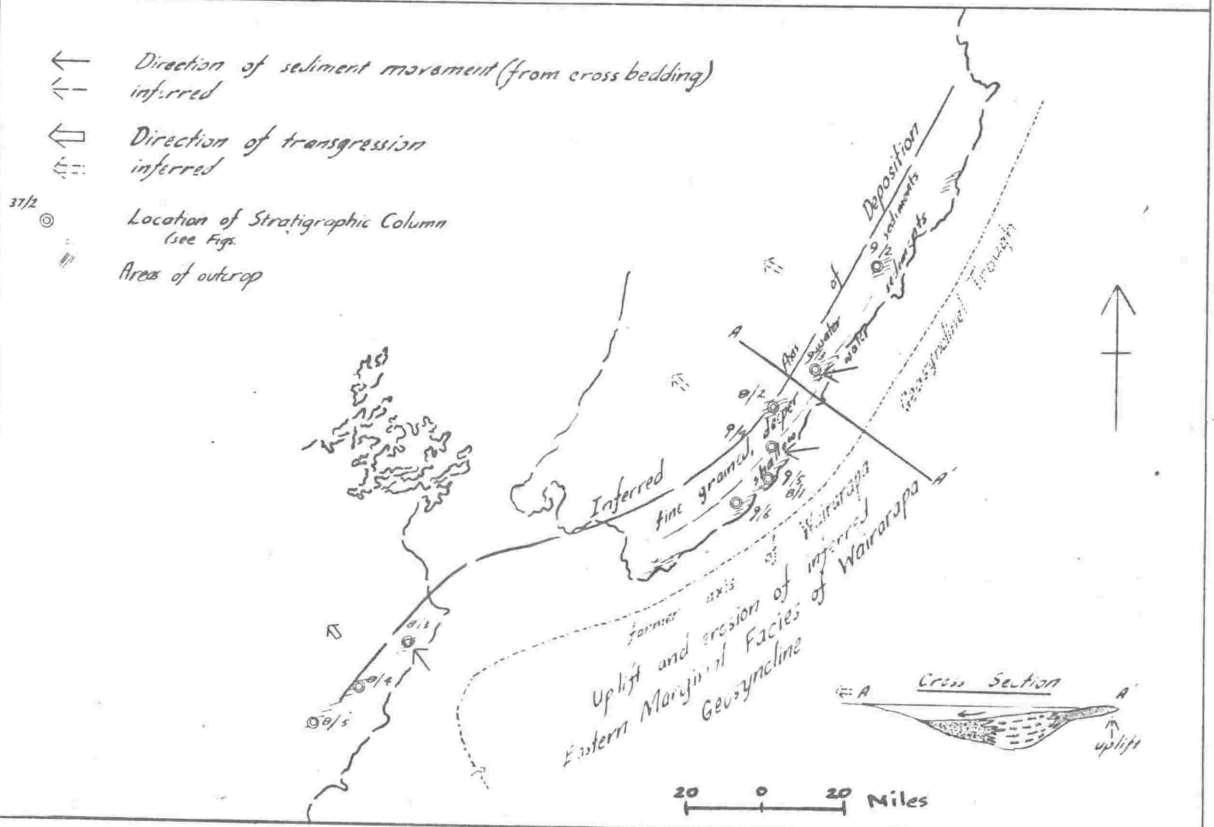 Direction of sediment movement (from cross bedding)
inferred
Direction of transgression
inferred
37/2
Location of Stratigraphic Column
(see Figs.
Areas of outcrop
Inferred Axis of Deposition
fine grained, deeper water sediments
shallow water sediments
9/2
9/3
8/2
9/4
9/5
8/1
9/6
8/3
8/4
8/5
A
A'
former axis Wairarapa Geosynclinal Trough
Uplift and erosion of inferred
Eastern Marginal Facies of Wairarapa
Geosyncline
Cross Section
A
A'
uplift
20 0 20 Miles